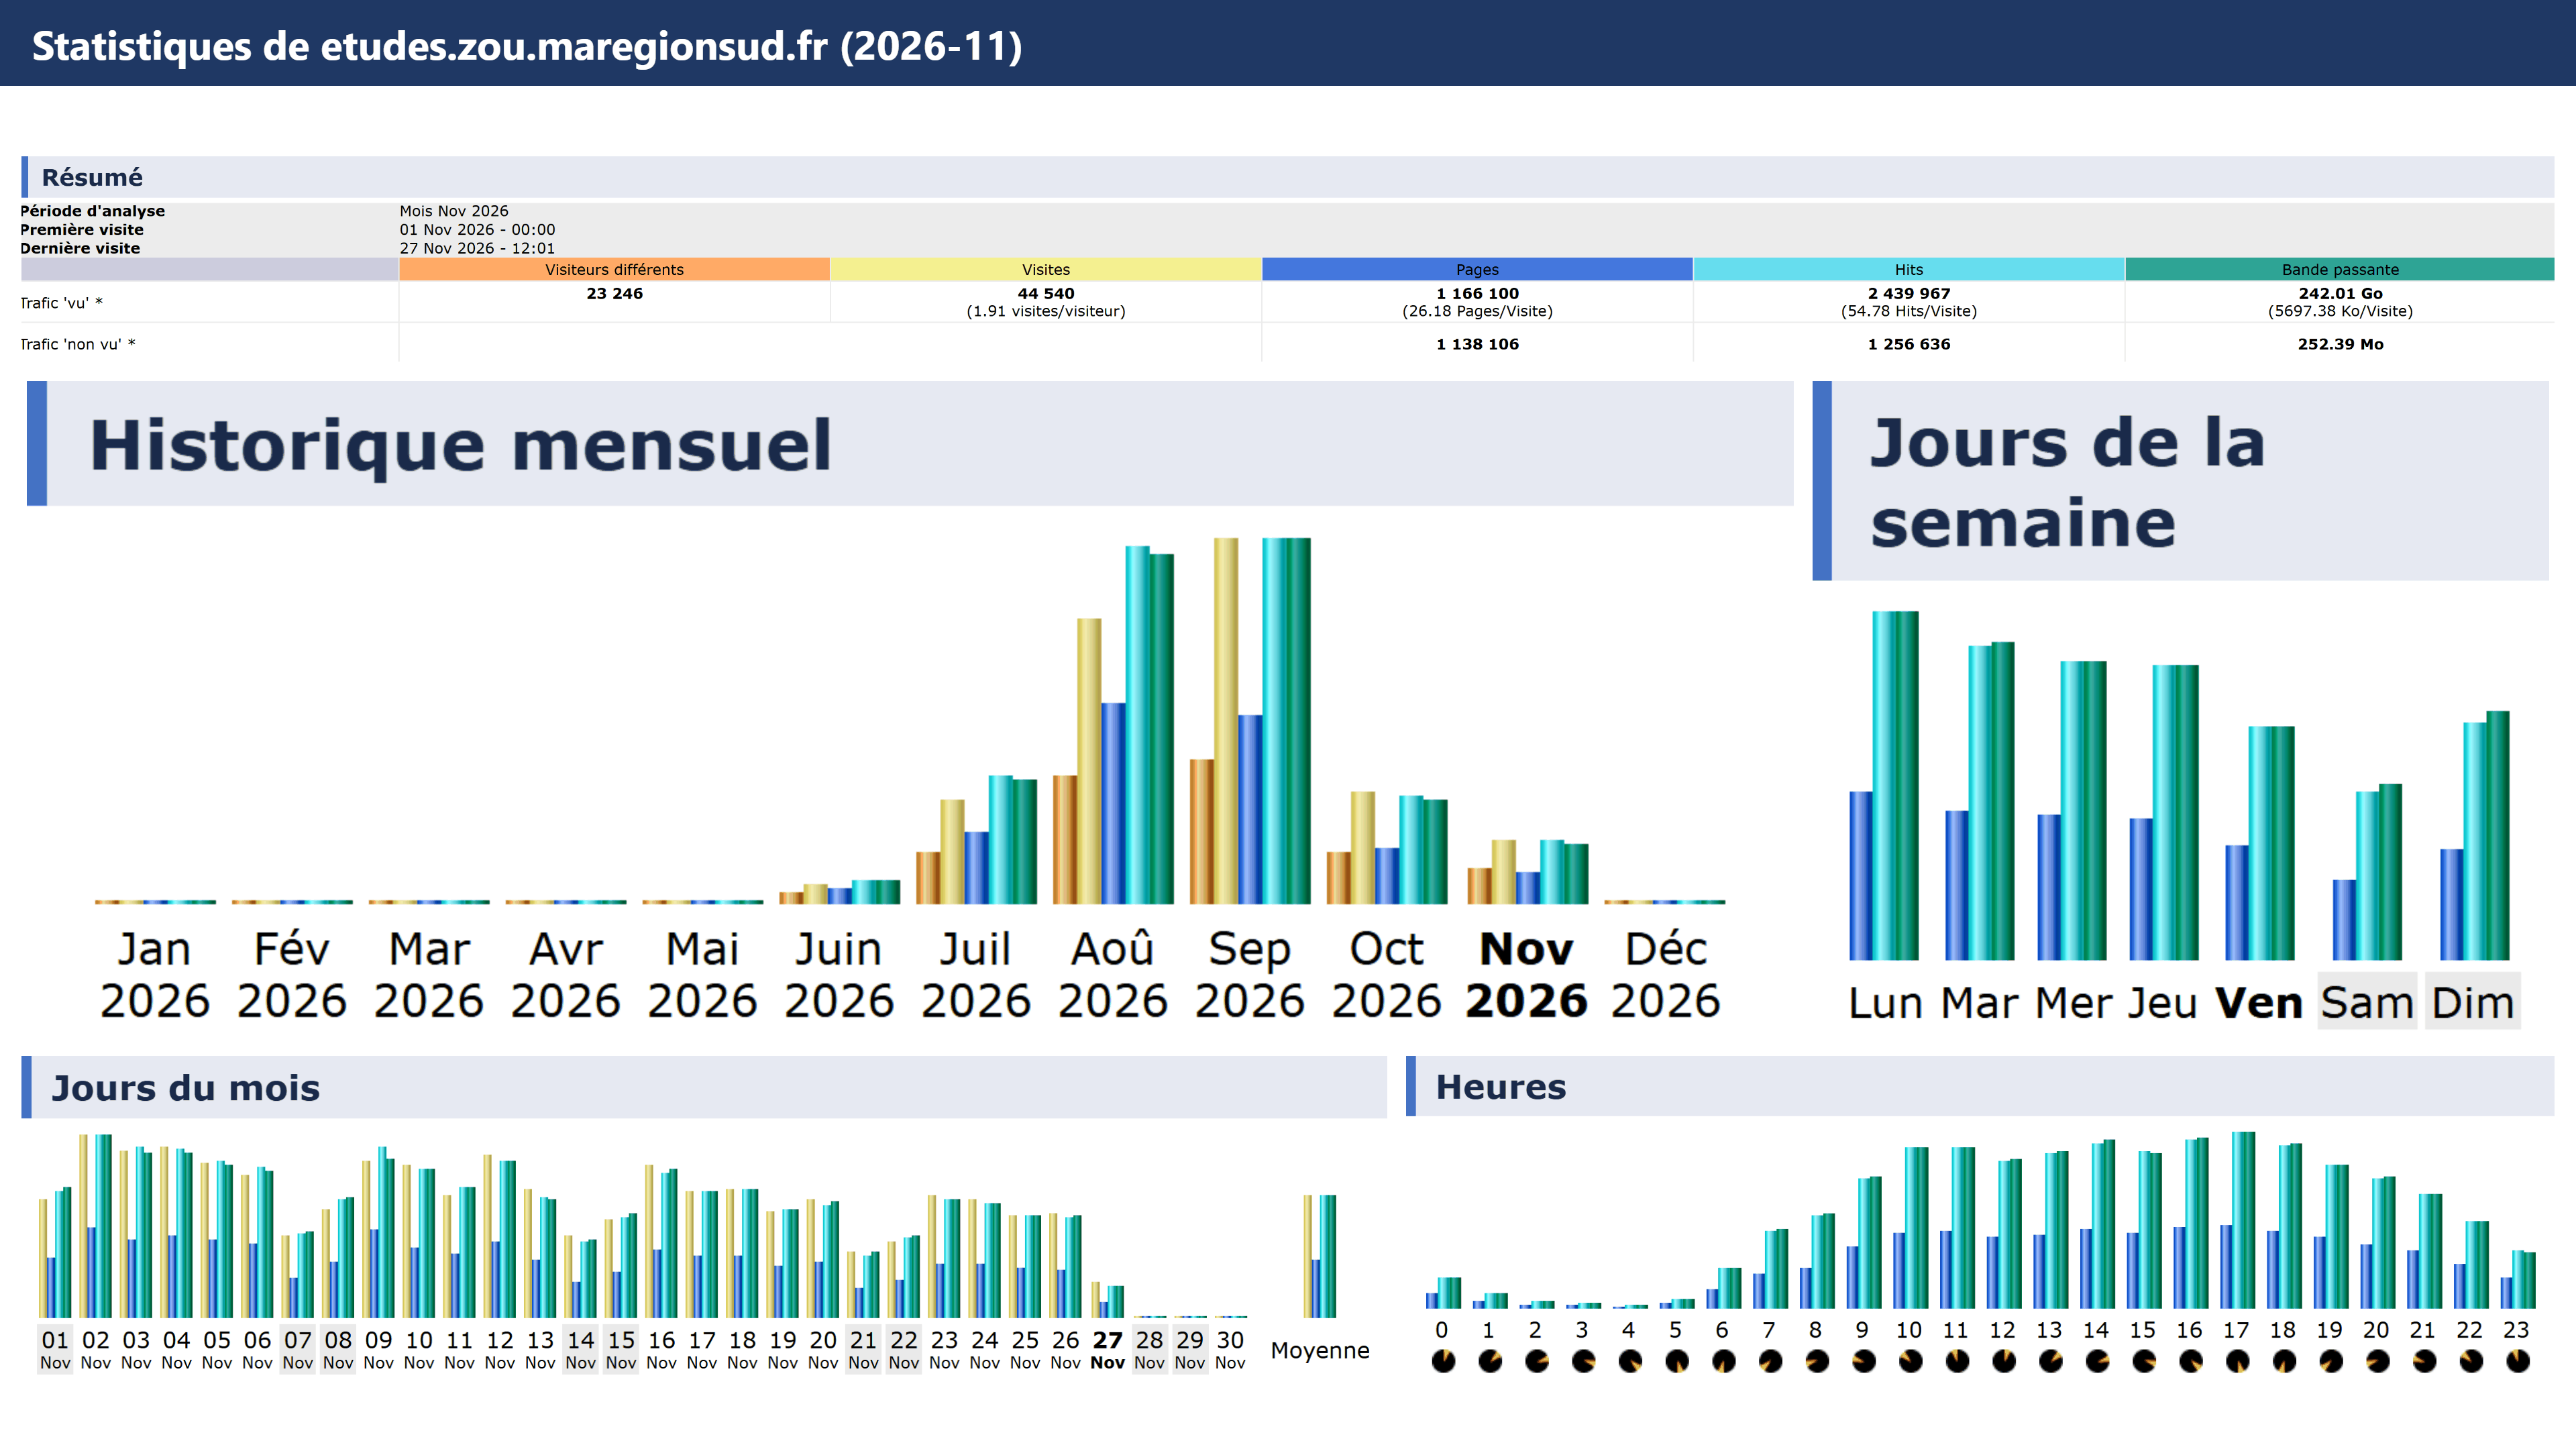 Statistiques de etudes.zou.maregionsud.fr (2026-11)
Résumé
Période d'analyse Mois Nov 2026
Première visite 01 Nov 2026 - 00:00
Dernière visite 27 Nov 2026 - 12:01
Visiteurs différents Visites Pages Hits Bande passante
Trafic 'vu' * 23 246 44 540 1 166 100 2 439 967 242.01 Go
(1.91 visites/visiteur) (26.18 Pages/Visite) (54.78 Hits/Visite) (5697.38 Ko/Visite)
Trafic 'non vu' * 1 138 106 1 256 636 252.39 Mo
Historique mensuel
Jan Fév Mar Avr Mai Juin Juil Aoû Sep Oct Nov Déc
2026 2026 2026 2026 2026 2026 2026 2026 2026 2026 2026 2026
Jours de la
semaine
Lun Mar Mer Jeu Ven Sam Dim
Jours du mois
01 02 03 04 05 06 07 08 09 10 11 12 13 14 15 16 17 18 19 20 21 22 23 24 25 26 27 28 29 30
Nov Nov Nov Nov Nov Nov Nov Nov Nov Nov Nov Nov Nov Nov Nov Nov Nov Nov Nov Nov Nov Nov Nov Nov Nov Nov Nov Nov Nov Nov
Moyenne
Heures
0 1 2 3 4 5 6 7 8 9 10 11 12 13 14 15 16 17 18 19 20 21 22 23